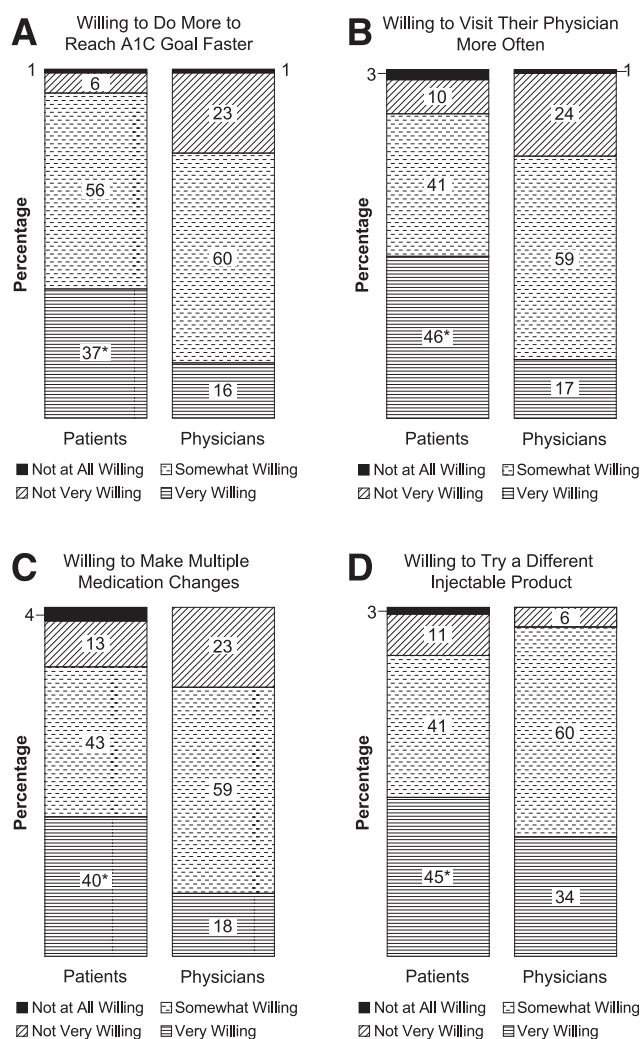 A Willing to Do More to
Reach A1C Goal Faster
1
6
56
37*
1
23
60
16
Percentage
Patients Physicians
Not at All Willing Somewhat Willing
Not Very Willing Very Willing
B Willing to Visit Their Physician
More Often
3
10
41
46*
1
24
59
17
Percentage
Patients Physicians
Not at All Willing Somewhat Willing
Not Very Willing Very Willing
C Willing to Make Multiple
Medication Changes
4
13
43
40*
23
59
18
Percentage
Patients Physicians
Not at All Willing Somewhat Willing
Not Very Willing Very Willing
D Willing to Try a Different
Injectable Product
3
11
41
45*
6
60
34
Percentage
Patients Physicians
Not at All Willing Somewhat Willing
Not Very Willing Very Willing